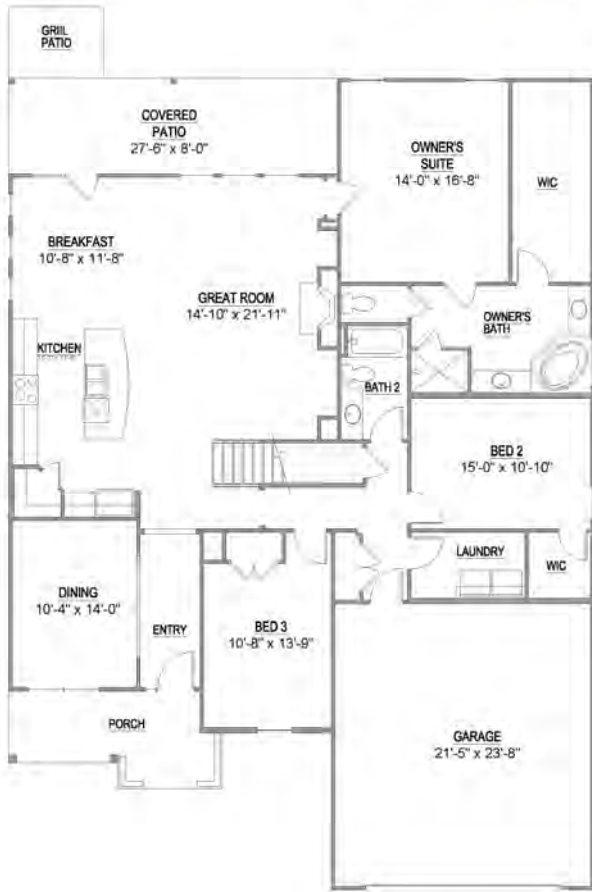 GRIIL
PATIO
COVERED
PATIO
27'-6" x 8'-0"
OWNER'S
SUITE
14'-0" x 16'-8"
WIC
BREAKFAST
10'-8" x 11'-8"
GREAT ROOM
14'-10" x 21'-11"
OWNER'S
BATH
KITCHEN
BATH 2
BED 2
15'-0" x 10'-10"
LAUNDRY
WIC
DINING
10'-4" x 14'-0"
ENTRY
BED 3
10'-8" x 13'-9"
PORCH
GARAGE
21'-5" x 23'-8"